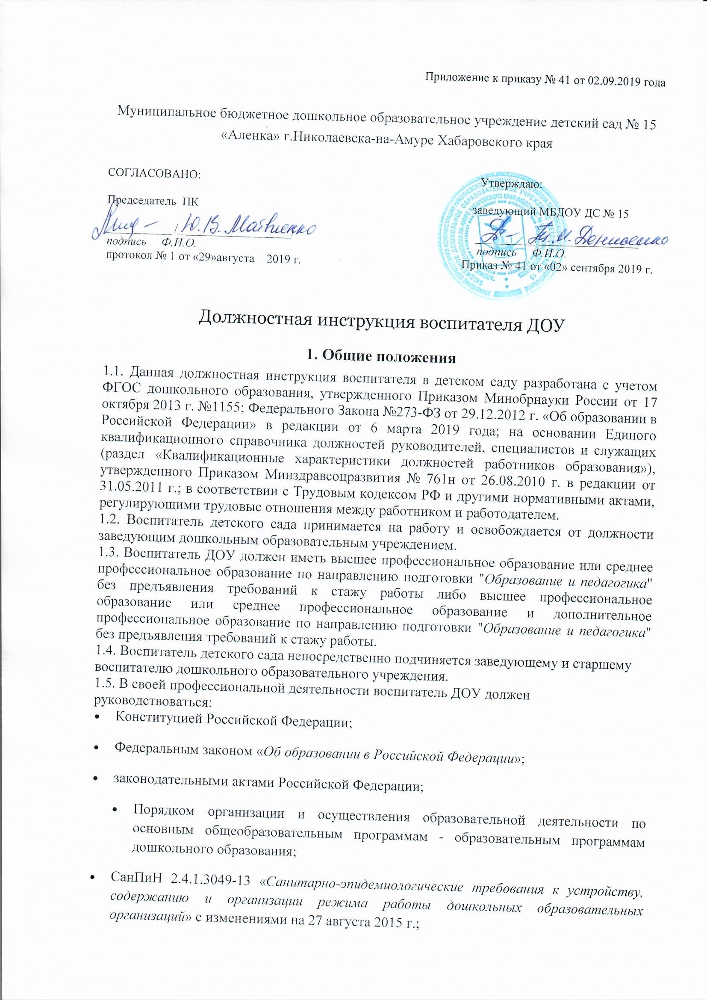 Приложение к приказу № 41 от 02.09.2019 года
Муниципальное бюджетное дошкольное образовательное учреждение детский сад № 15
«Аленка» г.Николаевска-на-Амуре Хабаровского края
СОГЛАСОВАНО:
Председатель ПК
/ Ю.В. Матвиенко
подпись Ф.И.О.
протокол № 1 от «29»августа 2019 г.
Утверждаю:
заведующий МБДОУ ДС № 15
подпись Ф.И.О.
Приказ № 41 от «02» сентября 2019 г.
Должностная инструкция воспитателя ДОУ
1. Общие положения
1.1. Данная должностная инструкция воспитателя в детском саду разработана с учетом
ФГОС дошкольного образования, утвержденного Приказом Минобрнауки России от 17
октября 2013 г. №1155; Федерального Закона №273-ФЗ от 29.12.2012 г. «Об образовании в
Российской Федерации» в редакции от 6 марта 2019 года; на основании Единого
квалификационного справочника должностей руководителей, специалистов и служащих
(раздел «Квалификационные характеристики должностей работников образования»),
утвержденного Приказом Минздравсоцразвития № 761н от 26.08.2010 г. в редакции от
31.05.2011 г.; в соответствии с Трудовым кодексом РФ и другими нормативными актами,
регулирующими трудовые отношения между работником и работодателем.
1.2. Воспитатель детского сада принимается на работу и освобождается от должности
заведующим дошкольным образовательным учреждением.
1.3. Воспитатель ДОУ должен иметь высшее профессиональное образование или среднее
профессиональное образование по направлению подготовки "Образование и педагогика"
без предъявления требований к стажу работы либо высшее профессиональное
образование или среднее профессиональное образование и дополнительное
профессиональное образование по направлению подготовки "Образование и педагогика"
без предъявления требований к стажу работы.
1.4. Воспитатель детского сада непосредственно подчиняется заведующему и старшему
воспитателю дошкольного образовательного учреждения.
1.5. В своей профессиональной деятельности воспитатель ДОУ должен
руководствоваться:
• Конституцией Российской Федерации;
• Федеральным законом «Об образовании в Российской Федерации»;
• законодательными актами Российской Федерации;
• Порядком организации и осуществления образовательной деятельности по
основным общеобразовательным программам - образовательным программам
дошкольного образования;
• СанПиН 2.4.1.3049-13 «Санитарно-эпидемиологические требования к устройству,
содержанию и организации режима работы дошкольных образовательных
организаций» с изменениями на 27 августа 2015 г.;